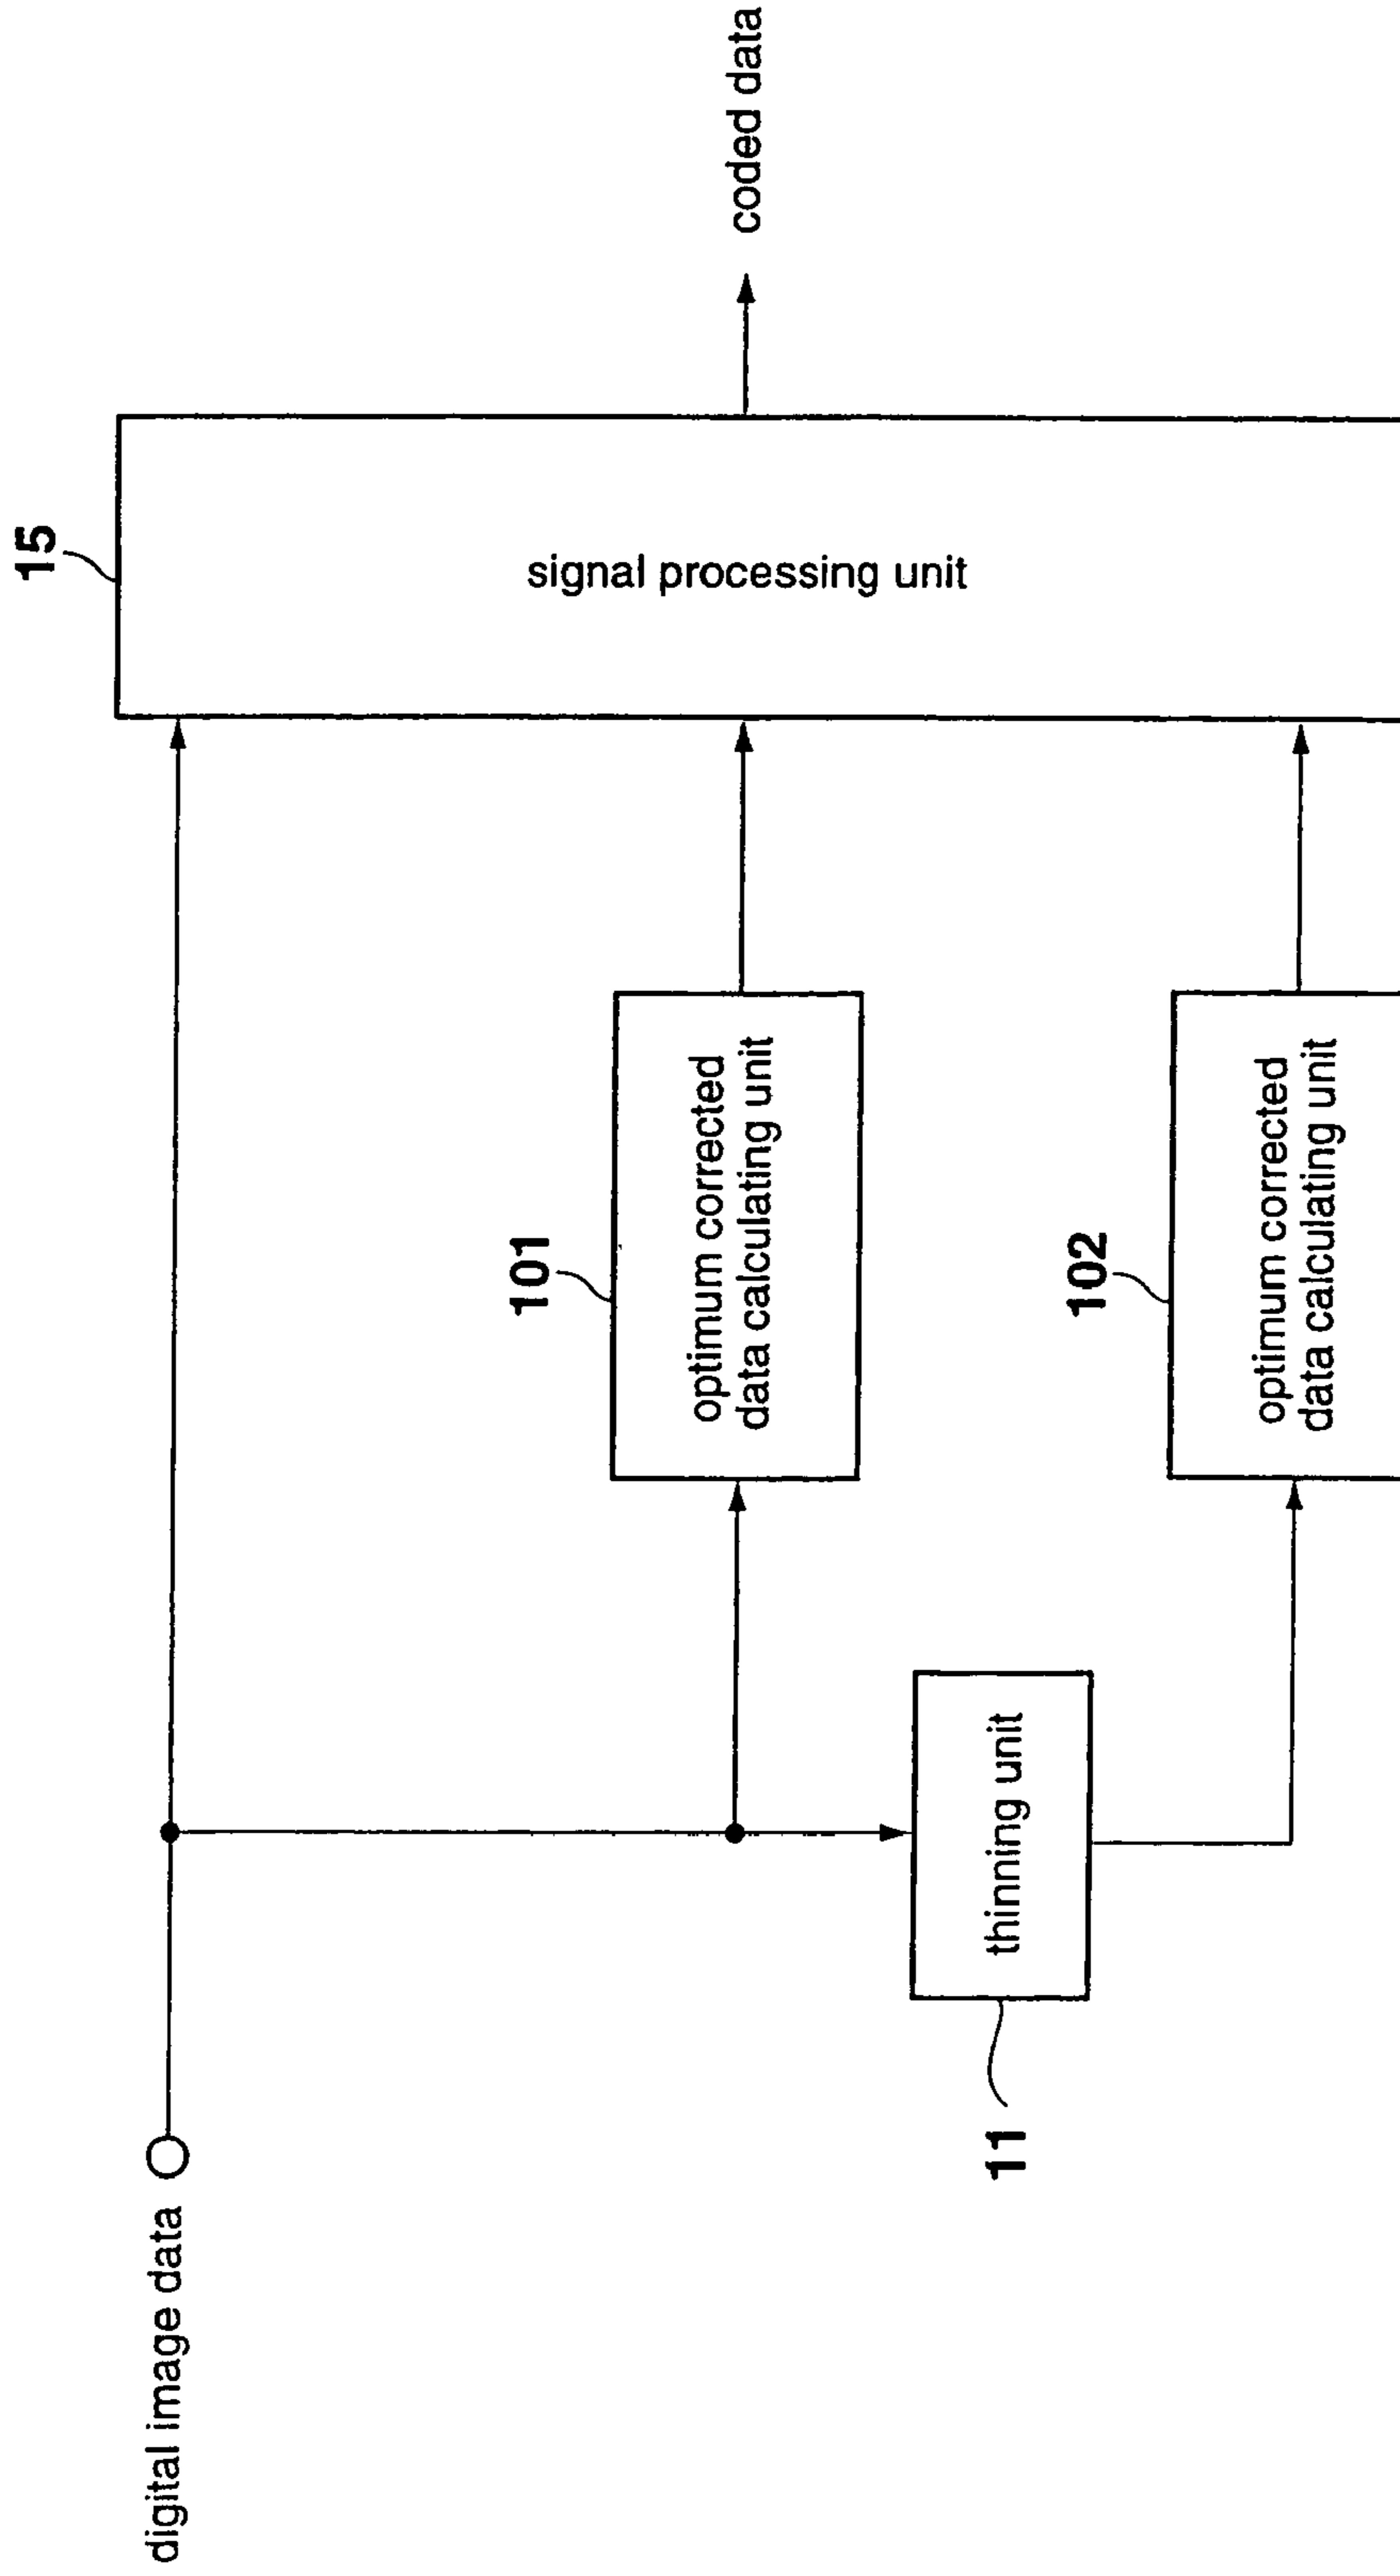 15
signal processing unit
coded data
101
optimum corrected
data calculating unit
102
optimum corrected
data calculating unit
thinning unit
11
digital image data